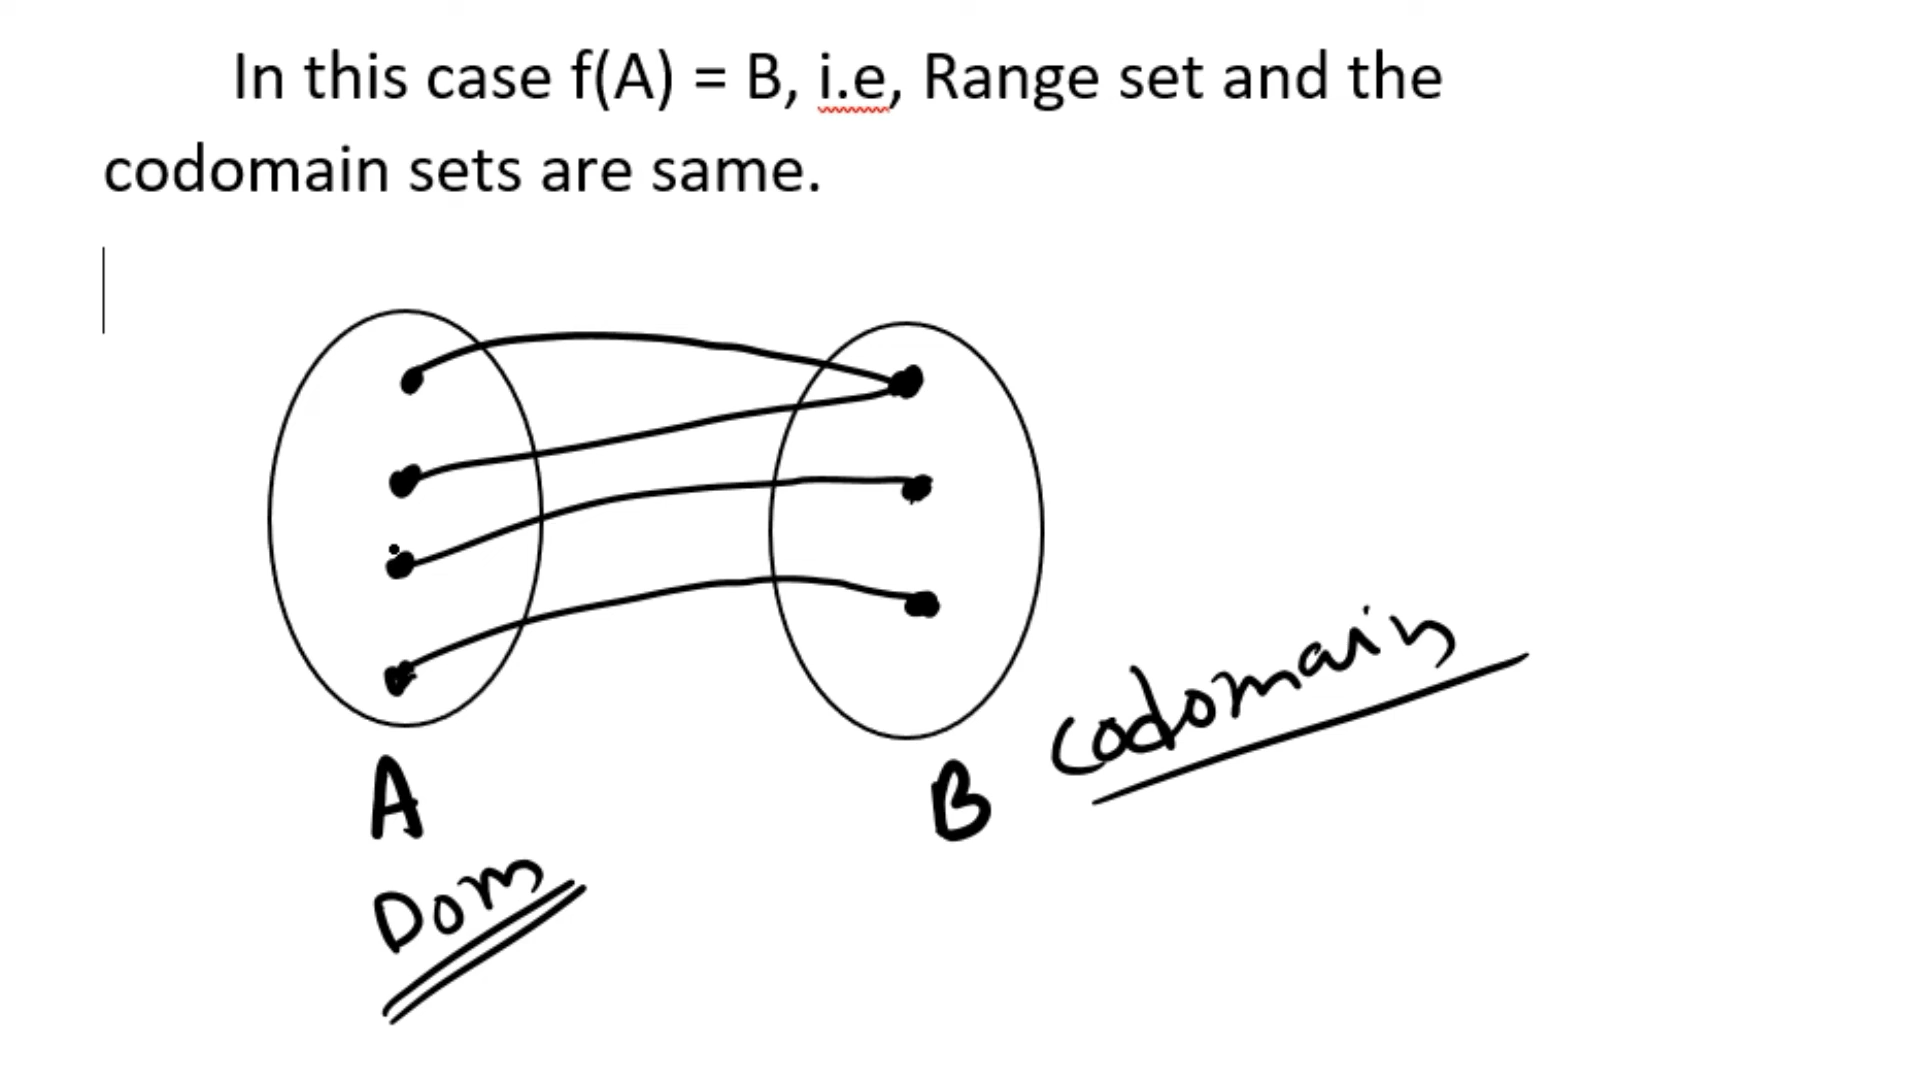 In this case f(A) = B, i.e, Range set and the
codomain sets are same.
A
B
codomain
Dom